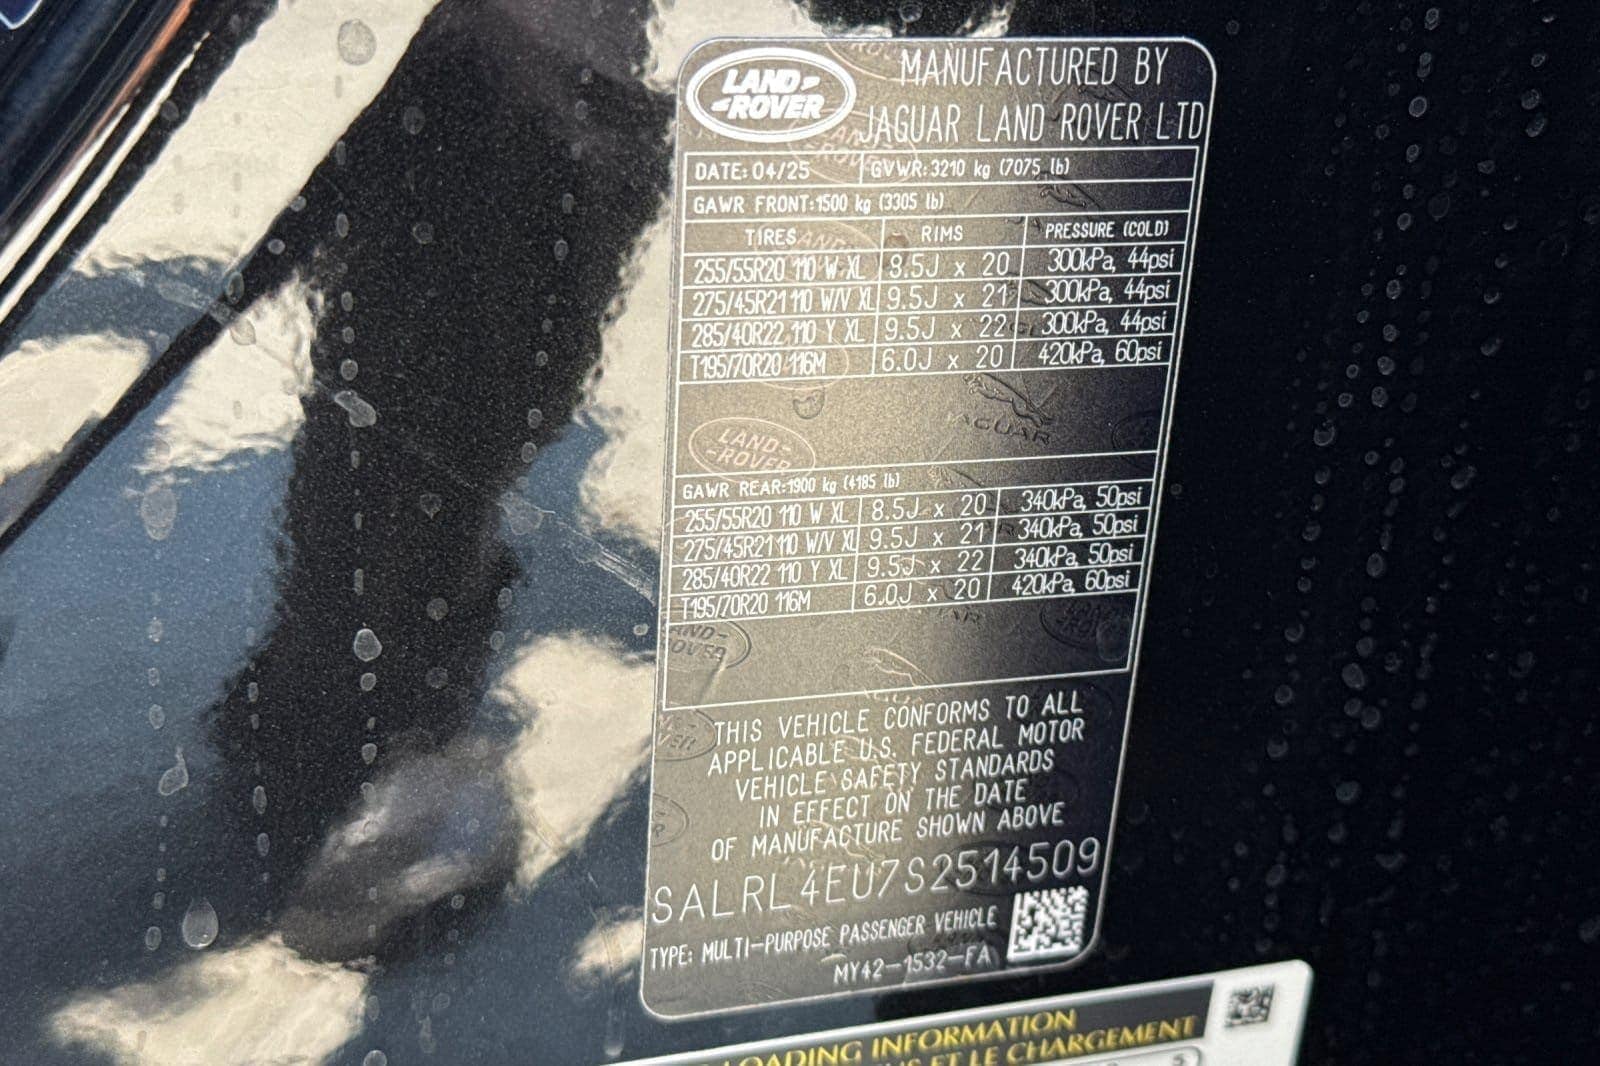 LAND-
-ROVER
MANUFACTURED BY
JAGUAR LAND ROVER LTD
DATE: 04/25 GVWR: 3210 kg (7075 lb)
GAWR FRONT: 1500 kg (3305 lb)
TIRES RIMS PRESSURE (COLD)
255/55R20 110 W XL 8.5J x 20 300kPa, 44psi
275/45R21 110 W/V XL 9.5J x 21 300kPa, 44psi
285/40R22 110 Y XL 9.5J x 22 300kPa, 44psi
T195/70R20 116M 6.0J x 20 420kPa, 60psi
JAGUAR
LAND-
-ROVER
GAWR REAR: 1900 kg (4185 lb)
255/55R20 110 W XL 8.5J x 20 340kPa, 50psi
275/45R21 110 W/V XL 9.5J x 21 340kPa, 50psi
285/40R22 110 Y XL 9.5J x 22 340kPa, 50psi
T195/70R20 116M 6.0J x 20 420kPa, 60psi
THIS VEHICLE CONFORMS TO ALL
APPLICABLE U.S. FEDERAL MOTOR
VEHICLE SAFETY STANDARDS
IN EFFECT ON THE DATE
OF MANUFACTURE SHOWN ABOVE
SALRL4EU7S2514509
TYPE: MULTI-PURPOSE PASSENGER VEHICLE
MY42-1532-FA
LOADING INFORMATION
ET LE CHARGEMENT
5